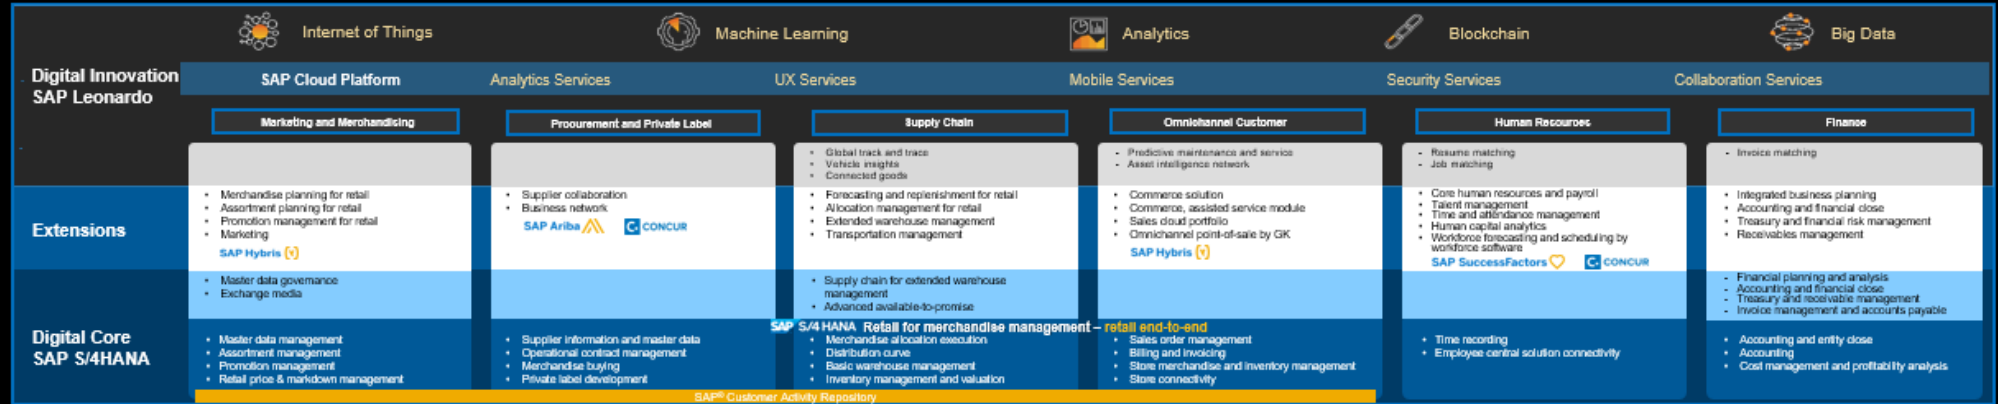 Internet of Things
Machine Learning
Analytics
Blockchain
Big Data
Digital Innovation
SAP Leonardo
SAP Cloud Platform
Analytics Services
UX Services
Mobile Services
Security Services
Collaboration Services
Marketing and Merchandising
Procurement and Private Label
Supply Chain
Omnichannel Customer
Human Resources
Finance
• Global track and trace
• Vehicle insights
• Connected goods
- Predictive maintenance and service
- Asset intelligence network
- Resume matching
- Job matching
- Invoice matching
Extensions
• Merchandise planning for retail
• Assortment planning for retail
• Promotion management for retail
• Marketing
SAP Hybris
• Supplier collaboration
• Business network
SAP Ariba
C. CONCUR
• Forecasting and replenishment for retail
• Allocation management for retail
• Extended warehouse management
• Transportation management
• Commerce solution
• Commerce, assisted service module
• Sales cloud portfolio
• Omnichannel point-of-sale by GK
SAP Hybris
• Core human resources and payroll
• Talent management
• Time and attendance management
• Human capital analytics
• Workforce forecasting and scheduling by
workforce software
SAP SuccessFactors
C. CONCUR
• Integrated business planning
• Accounting and financial close
• Treasury and financial risk management
• Receivables management
Digital Core
SAP S/4HANA
• Master data governance
• Exchange media
• Supply chain for extended warehouse
management
• Advanced available-to-promise
- Financial planning and analysis
- Accounting and financial close
- Treasury and receivable management
- Invoice management and accounts payable
SAP S/4HANA Retail for merchandise management – retail end-to-end
• Master data management
• Assortment management
• Promotion management
• Retail price & markdown management
• Supplier information and master data
• Operational contract management
• Merchandise buying
• Private label development
• Merchandise allocation execution
• Distribution curve
• Basic warehouse management
• Inventory management and valuation
• Sales order management
• Billing and invoicing
• Store merchandise and inventory management
• Store connectivity
• Time recording
• Employee central solution connectivity
• Accounting and entity close
• Accounting
• Cost management and profitability analysis
SAP® Customer Activity Repository